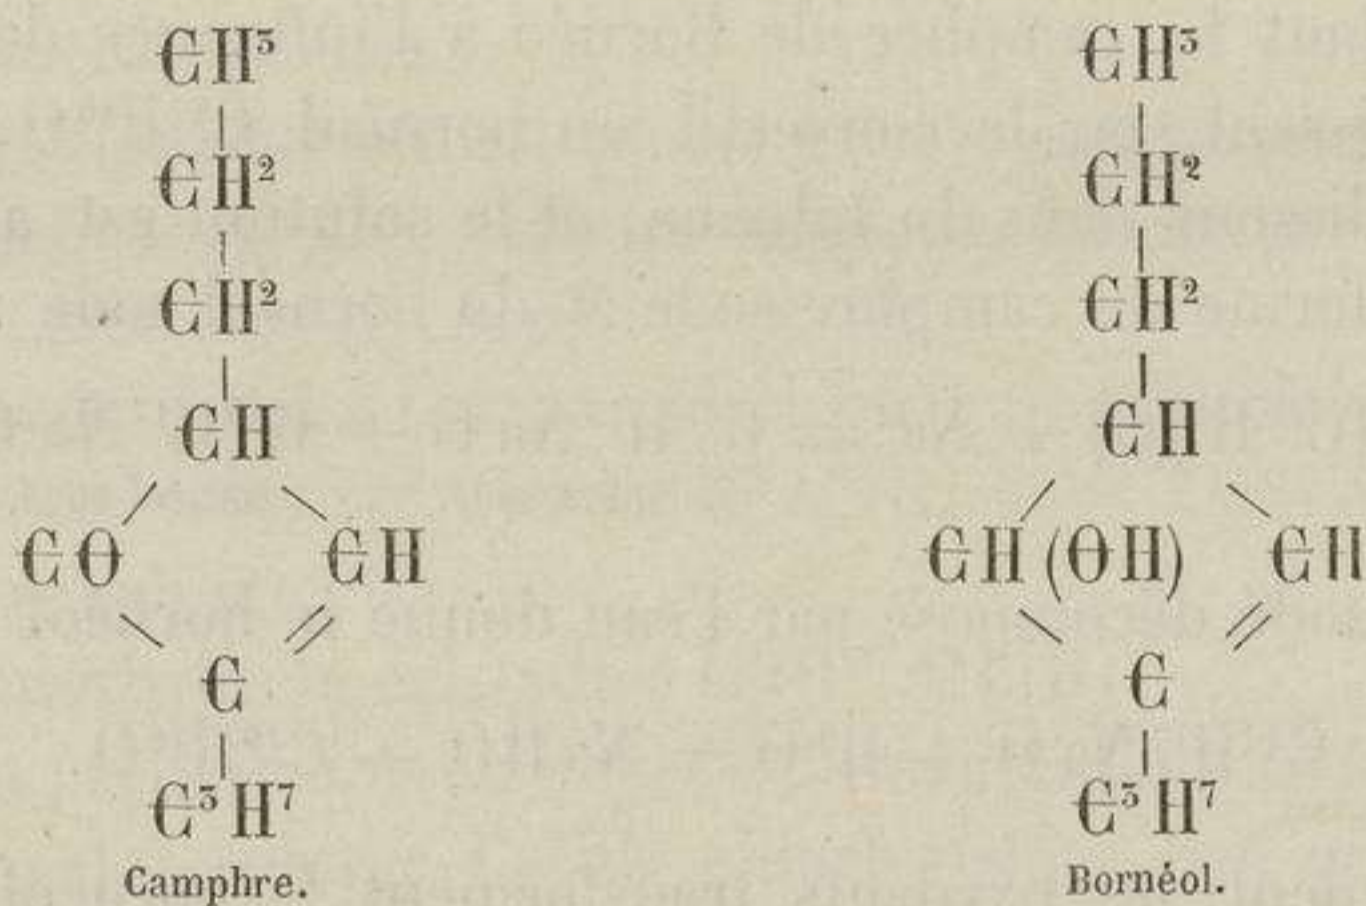 CH³ CH³
CH² CH²
CH² CH²
CH CH
CO CH CH (OH) CH
C C
C³H⁷ C³H⁷
Camphre. Bornéol.